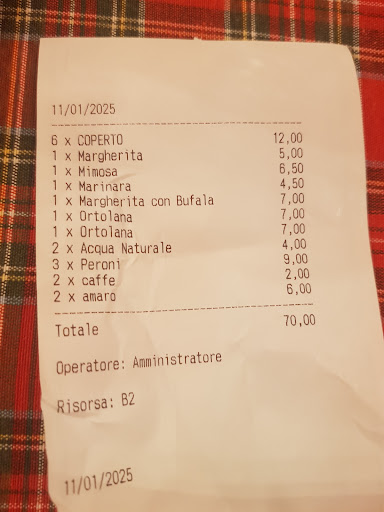 11/01/2025
6 x COPERTO 12,00
1 x Margherita 5,00
1 x Mimosa 6,50
1 x Marinara 4,50
1 x Margherita con Bufala 7,00
1 x Ortolana 7,00
1 x Ortolana 7,00
2 x Acqua Naturale 4,00
3 x Peroni 9,00
2 x caffe 2,00
2 x amaro 6,00
Totale 70,00
Operatore: Amministratore
Risorsa: B2
11/01/2025